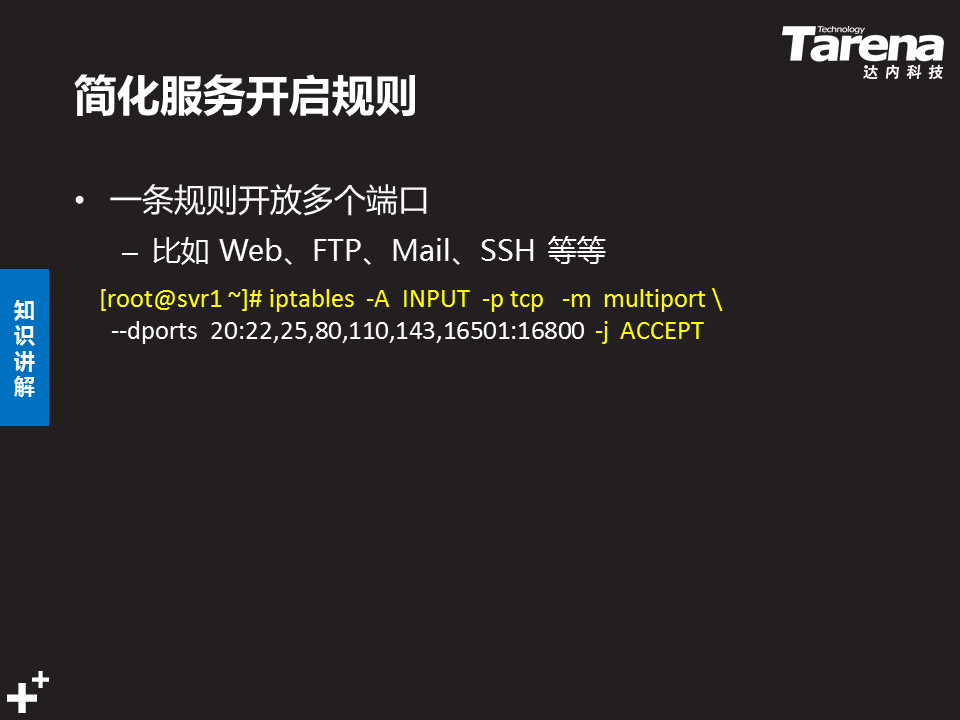 Technology
Tarena
达内科技
简化服务开启规则
• 一条规则开放多个端口
– 比如 Web、FTP、Mail、SSH 等等
[root@svr1 ~]# iptables -A INPUT -p tcp -m multiport \
--dports 20:22,25,80,110,143,16501:16800 -j ACCEPT
知
识
讲
解